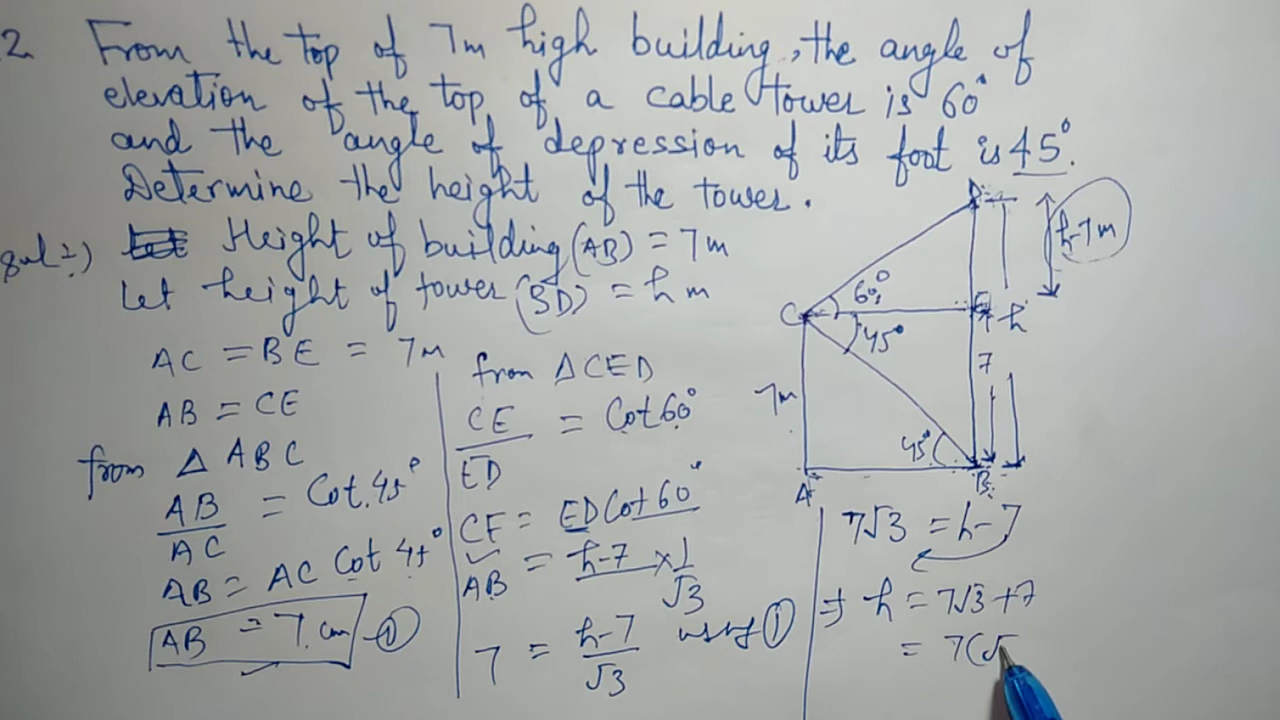 2 From the top of 7m high building, the angle of
elevation of the top of a cable tower is 60°
and the angle of depression of its foot is 45°.
Determine the height of the tower.
Height of building (AB) = 7m
Let height of tower (BD) = h m
AC = BE = 7m
AB = CE
from △ ABC
AB/AC = Cot 45°
AB = AC Cot 45°
AB = 7 cm ①
from △CED
CE/ED = Cot 60°
CE = ED Cot 60°
AB = h-7 × 1/√3
7 = h-7/√3 using ①
D
h-7m
60°
C
E
h
45°
7
7m
45°
A
B
7√3 = h-7
⇒ h = 7√3+7
= 7(√